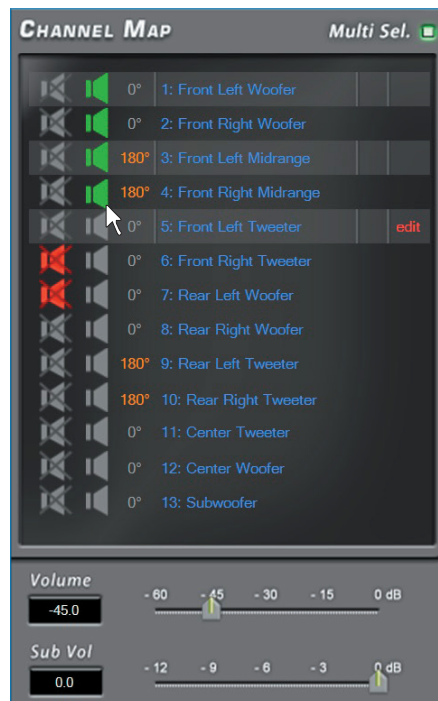 CHANNEL MAP Multi Sel.
0° 1: Front Left Woofer
0° 2: Front Right Woofer
180° 3: Front Left Midrange
180° 4: Front Right Midrange
0° 5: Front Left Tweeter edit
0° 6: Front Right Tweeter
0° 7: Rear Left Woofer
0° 8: Rear Right Woofer
180° 9: Rear Left Tweeter
180° 10: Rear Right Tweeter
0° 11: Center Tweeter
0° 12: Center Woofer
0° 13: Subwoofer
Volume
- 60 - 45 - 30 - 15 0 dB
-45.0
Sub Vol
- 12 - 9 - 6 - 3 0 dB
0.0